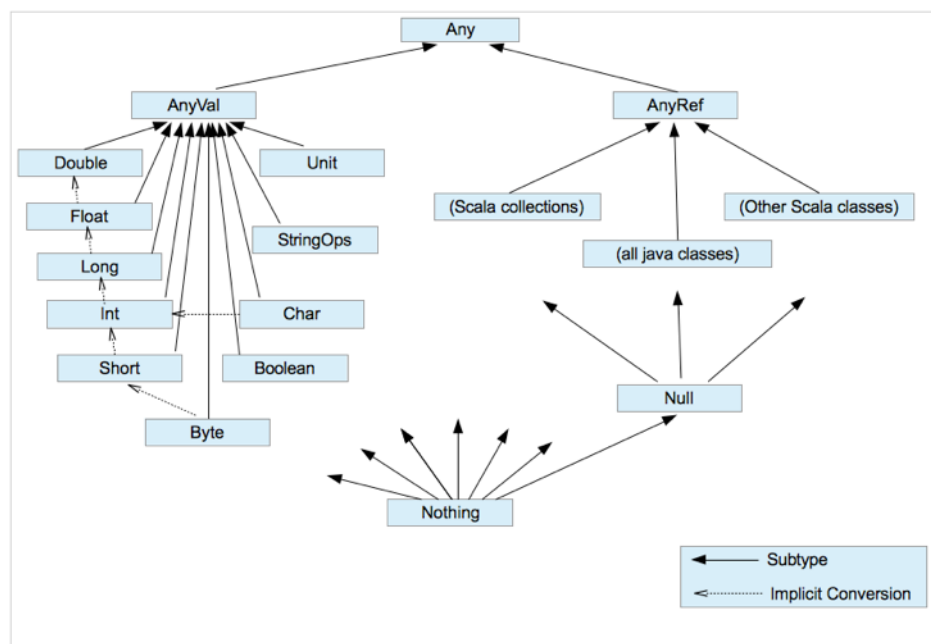 Any
AnyVal
AnyRef
Double
Unit
Float
(Scala collections)
(Other Scala classes)
StringOps
(all java classes)
Long
Int
Char
Short
Boolean
Null
Byte
Nothing
Subtype
Implicit Conversion